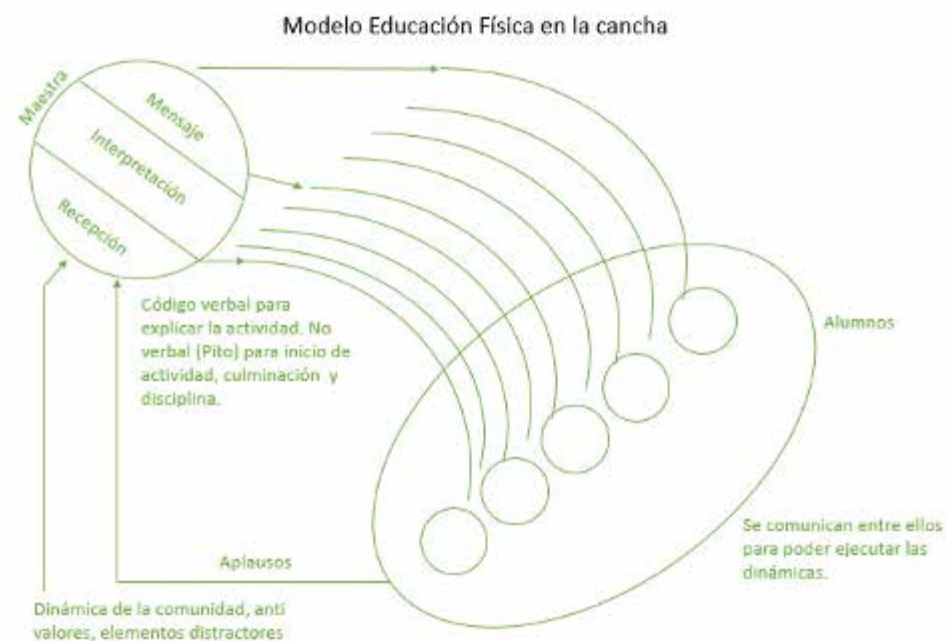 Modelo Educación Física en la cancha
Maestra
Mensaje
Interpretación
Recepción
Código verbal para
explicar la actividad. No
verbal (Pito) para inicio de
actividad, culminación y
disciplina.
Alumnos
Se comunican entre ellos
para poder ejecutar las
dinámicas.
Aplausos
Dinámica de la comunidad, anti
valores, elementos distractores